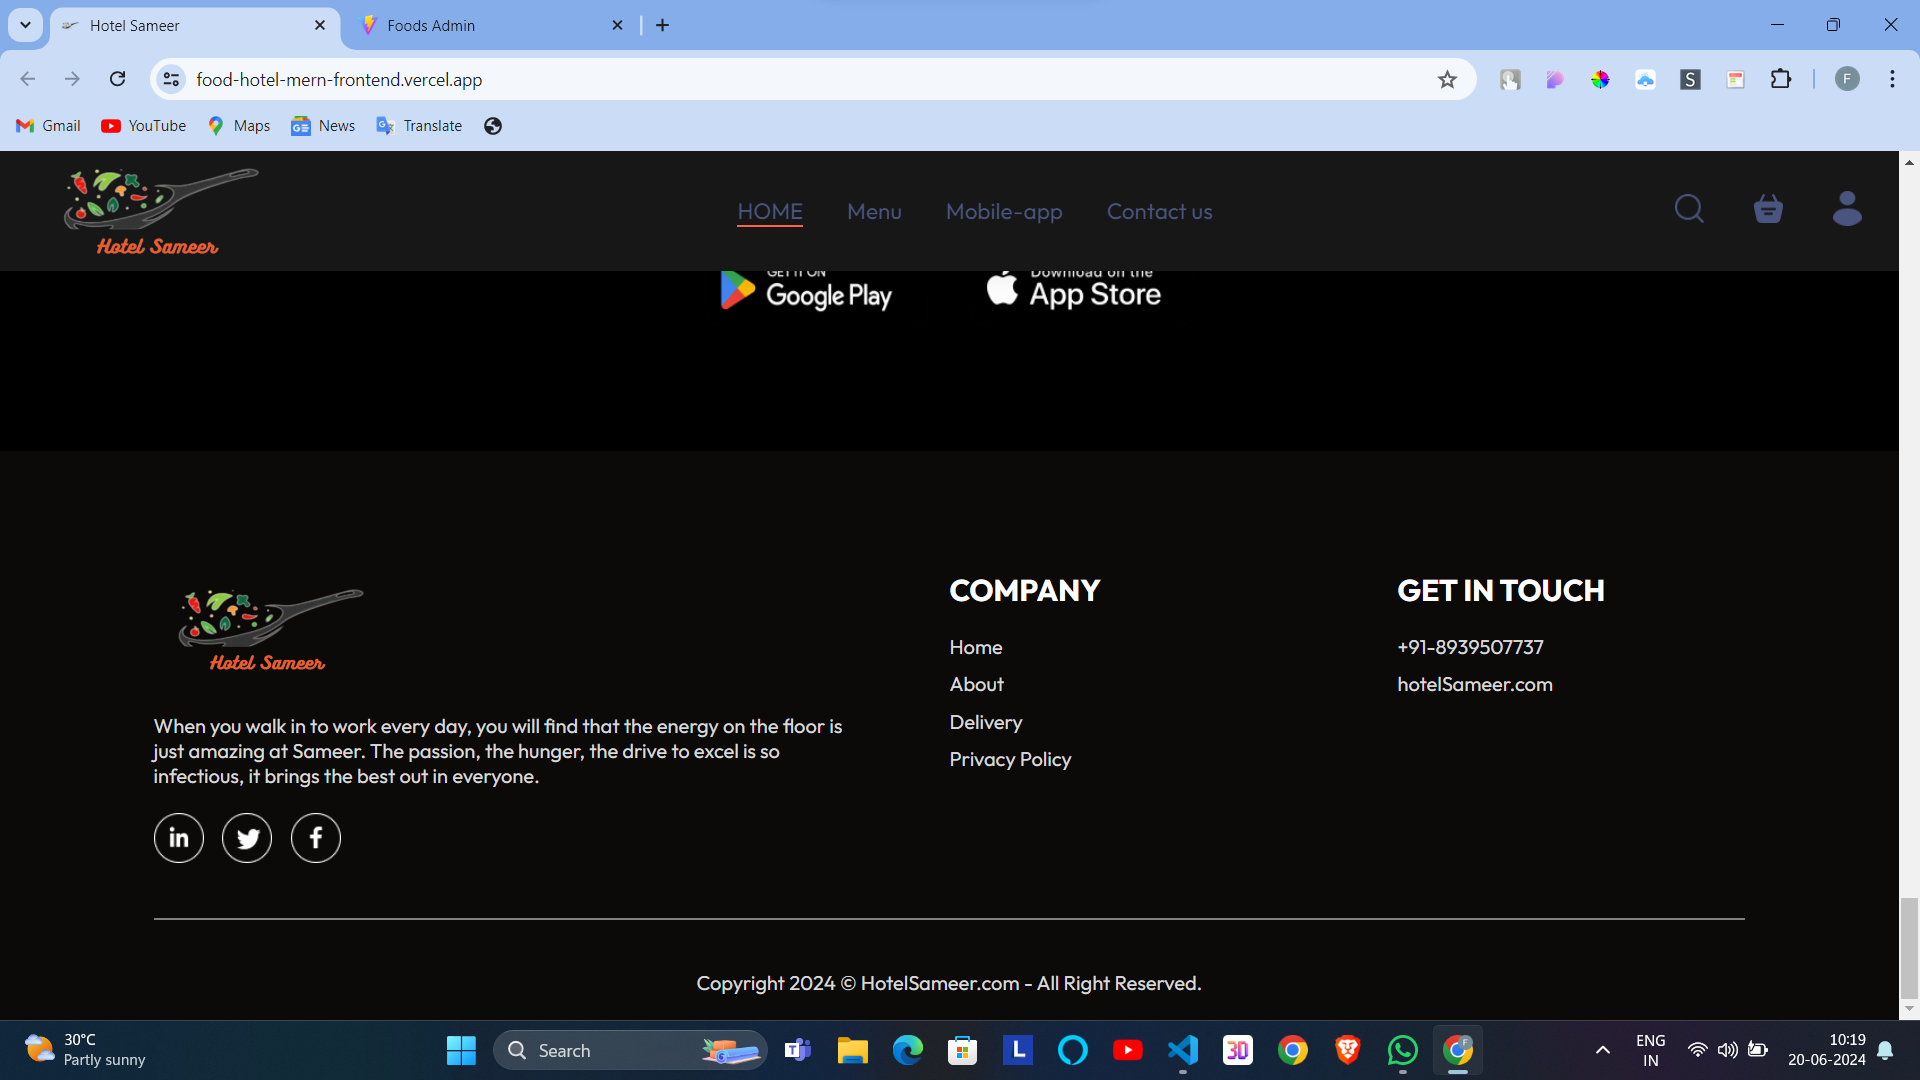 Hotel Sameer
Foods Admin
food-hotel-mern-frontend.vercel.app
S
F
Gmail
YouTube
Maps
News
Translate
Hotel Sameer
HOME
Menu
Mobile-app
Contact us
GET IT ON
Google Play
Download on the
App Store
Hotel Sameer
When you walk in to work every day, you will find that the energy on the floor is
just amazing at Sameer. The passion, the hunger, the drive to excel is so
infectious, it brings the best out in everyone.
in
f
COMPANY
Home
About
Delivery
Privacy Policy
GET IN TOUCH
+91-8939507737
hotelSameer.com
Copyright 2024 © HotelSameer.com - All Right Reserved.
30°C
Partly sunny
Search
L
30
F
ENG
IN
10:19
20-06-2024